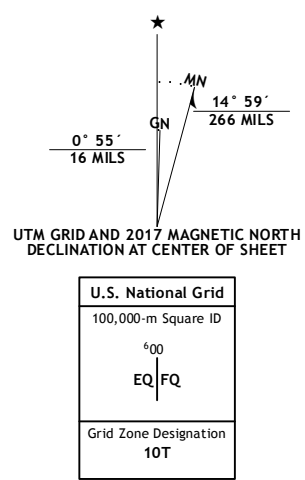 ★
MN
GN
14° 59´
266 MILS
0° 55´
16 MILS
UTM GRID AND 2017 MAGNETIC NORTH
DECLINATION AT CENTER OF SHEET
U.S. National Grid
100,000-m Square ID
⁶00
EQ FQ
Grid Zone Designation
10T